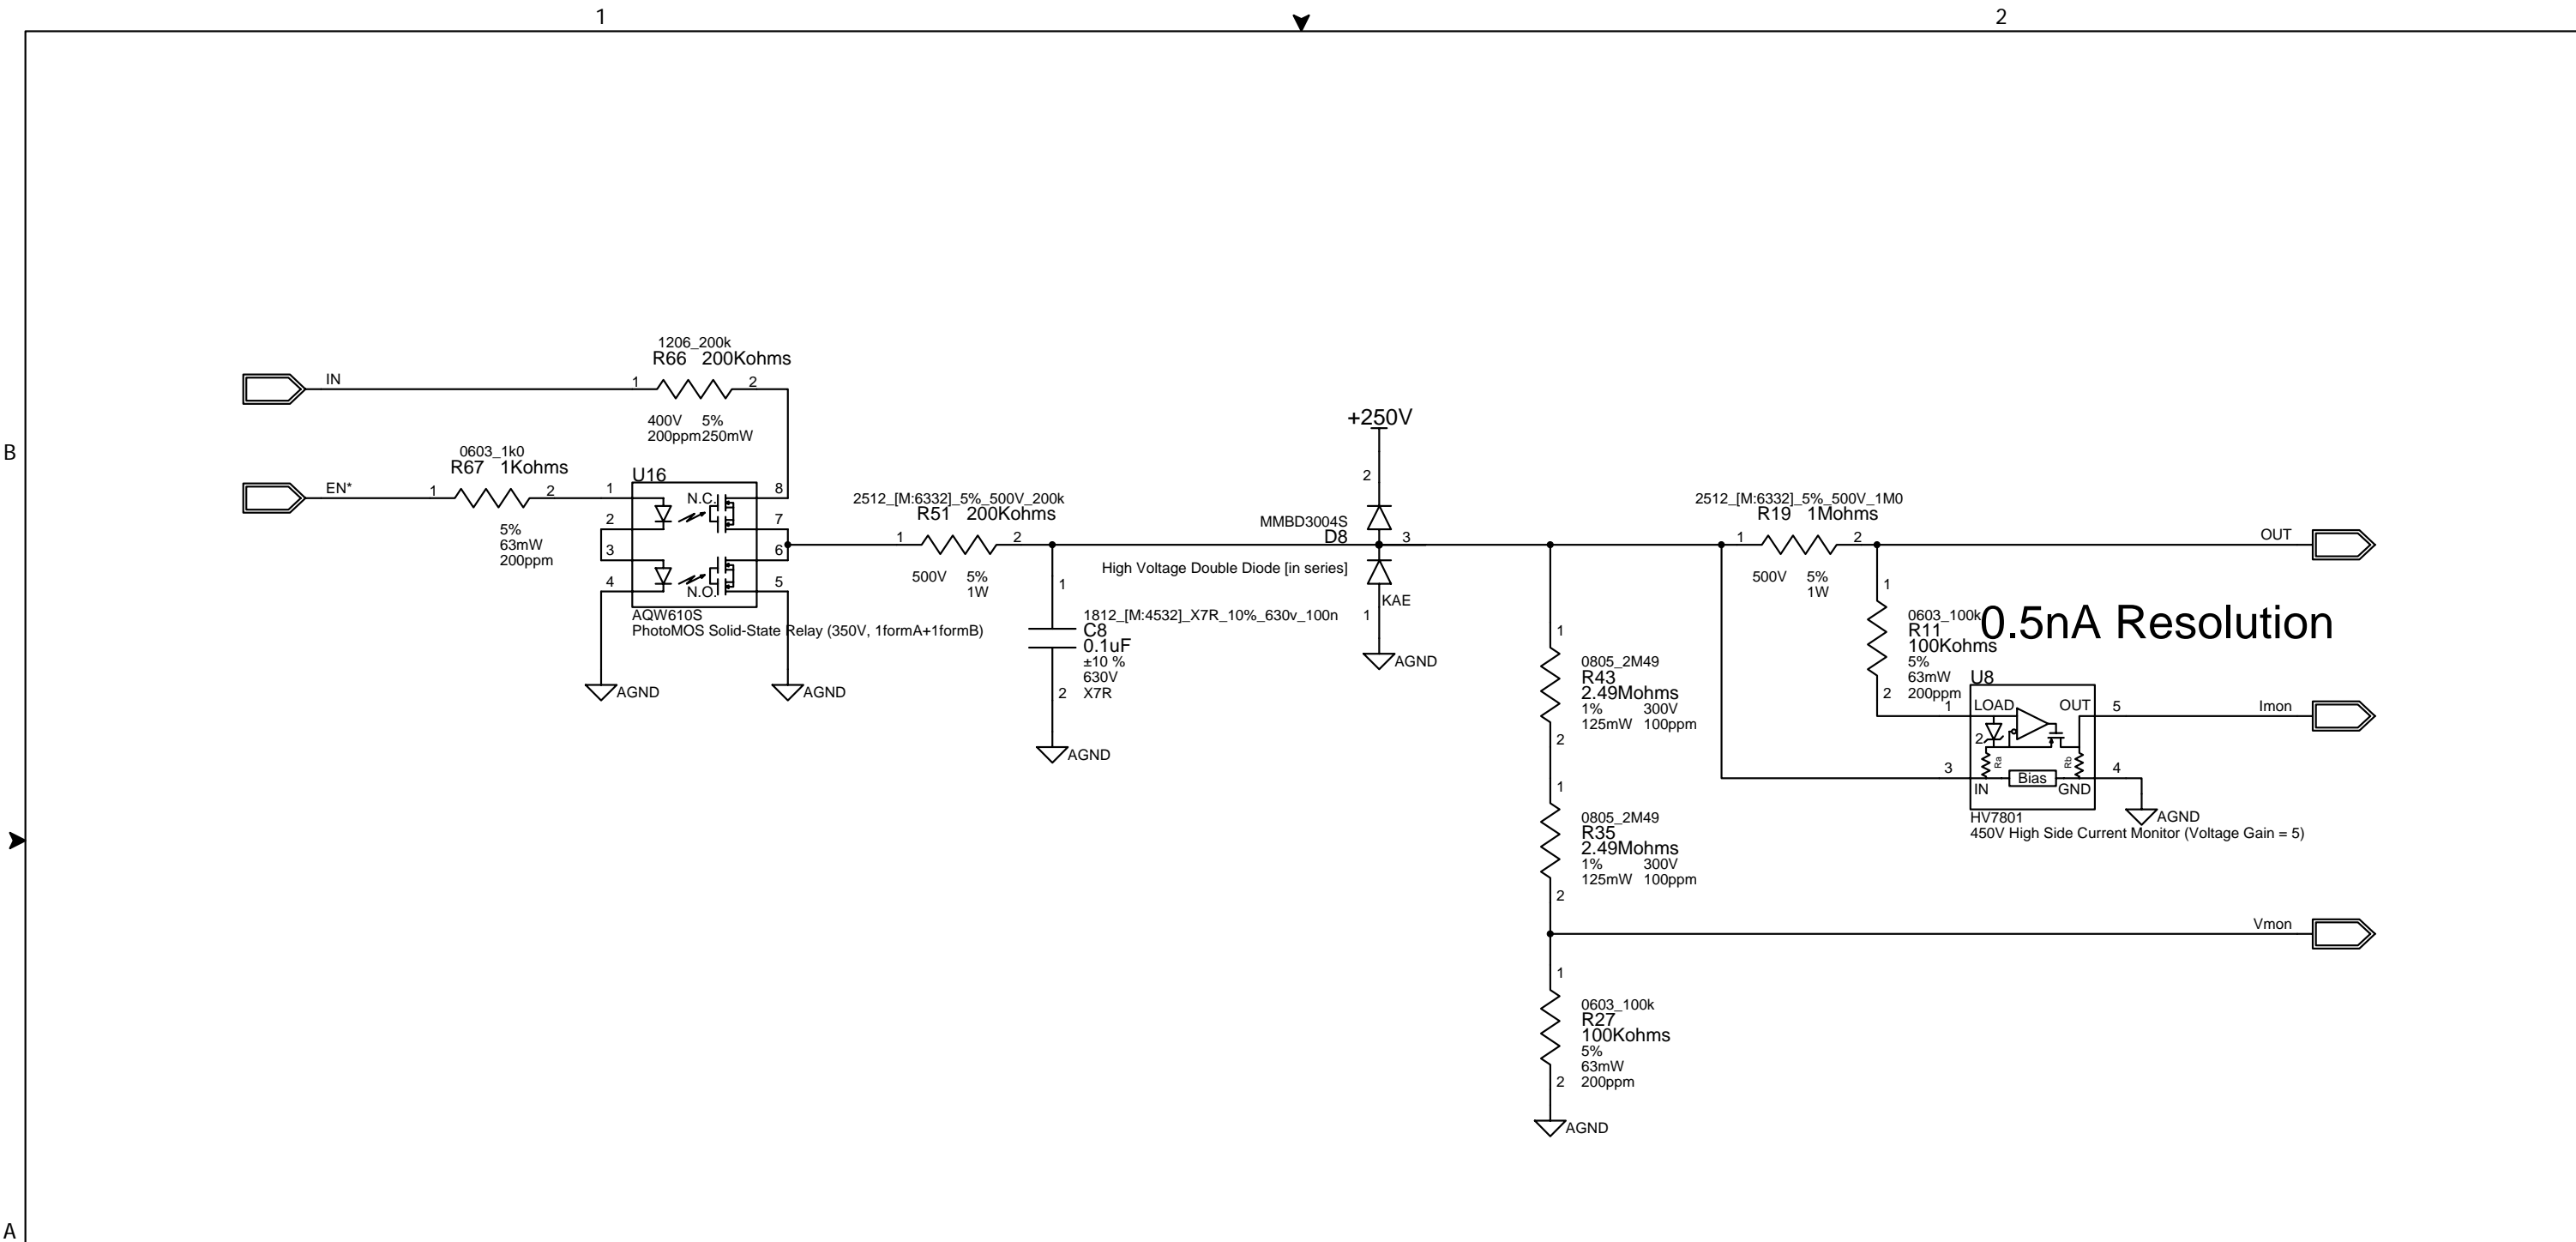 1
2
B
A
1206_200k
R66 200Kohms
IN
1
2
400V 5%
200ppm250mW
0603_1k0
R67 1Kohms
EN*
1
2
5%
63mW
200ppm
U16
1
2
3
4
N.C.
N.O.
8
7
6
5
AQW610S
PhotoMOS Solid-State Relay (350V, 1formA+1formB)
AGND
AGND
2512_[M:6332]_5%_500V_200k
R51 200Kohms
1
2
500V 5%
1W
1
1812_[M:4532]_X7R_10%_630v_100n
C8
0.1uF
±10 %
630V
2 X7R
AGND
+250V
2
MMBD3004S
D8
3
High Voltage Double Diode [in series]
KAE
1
AGND
1
0805_2M49
R43
2.49Mohms
1% 300V
125mW 100ppm
2
1
0805_2M49
R35
2.49Mohms
1% 300V
125mW 100ppm
2
1
0603_100k
R27
100Kohms
5%
63mW
2 200ppm
AGND
2512_[M:6332]_5%_500V_1M0
R19 1Mohms
1
2
500V 5%
1W
OUT
1
0603_100k
R11
100Kohms
5%
63mW
2 200ppm
0.5nA Resolution
U8
1
LOAD OUT
5
Imon
2
Ra
Rb
3
Bias
4
IN GND
AGND
HV7801
450V High Side Current Monitor (Voltage Gain = 5)
Vmon